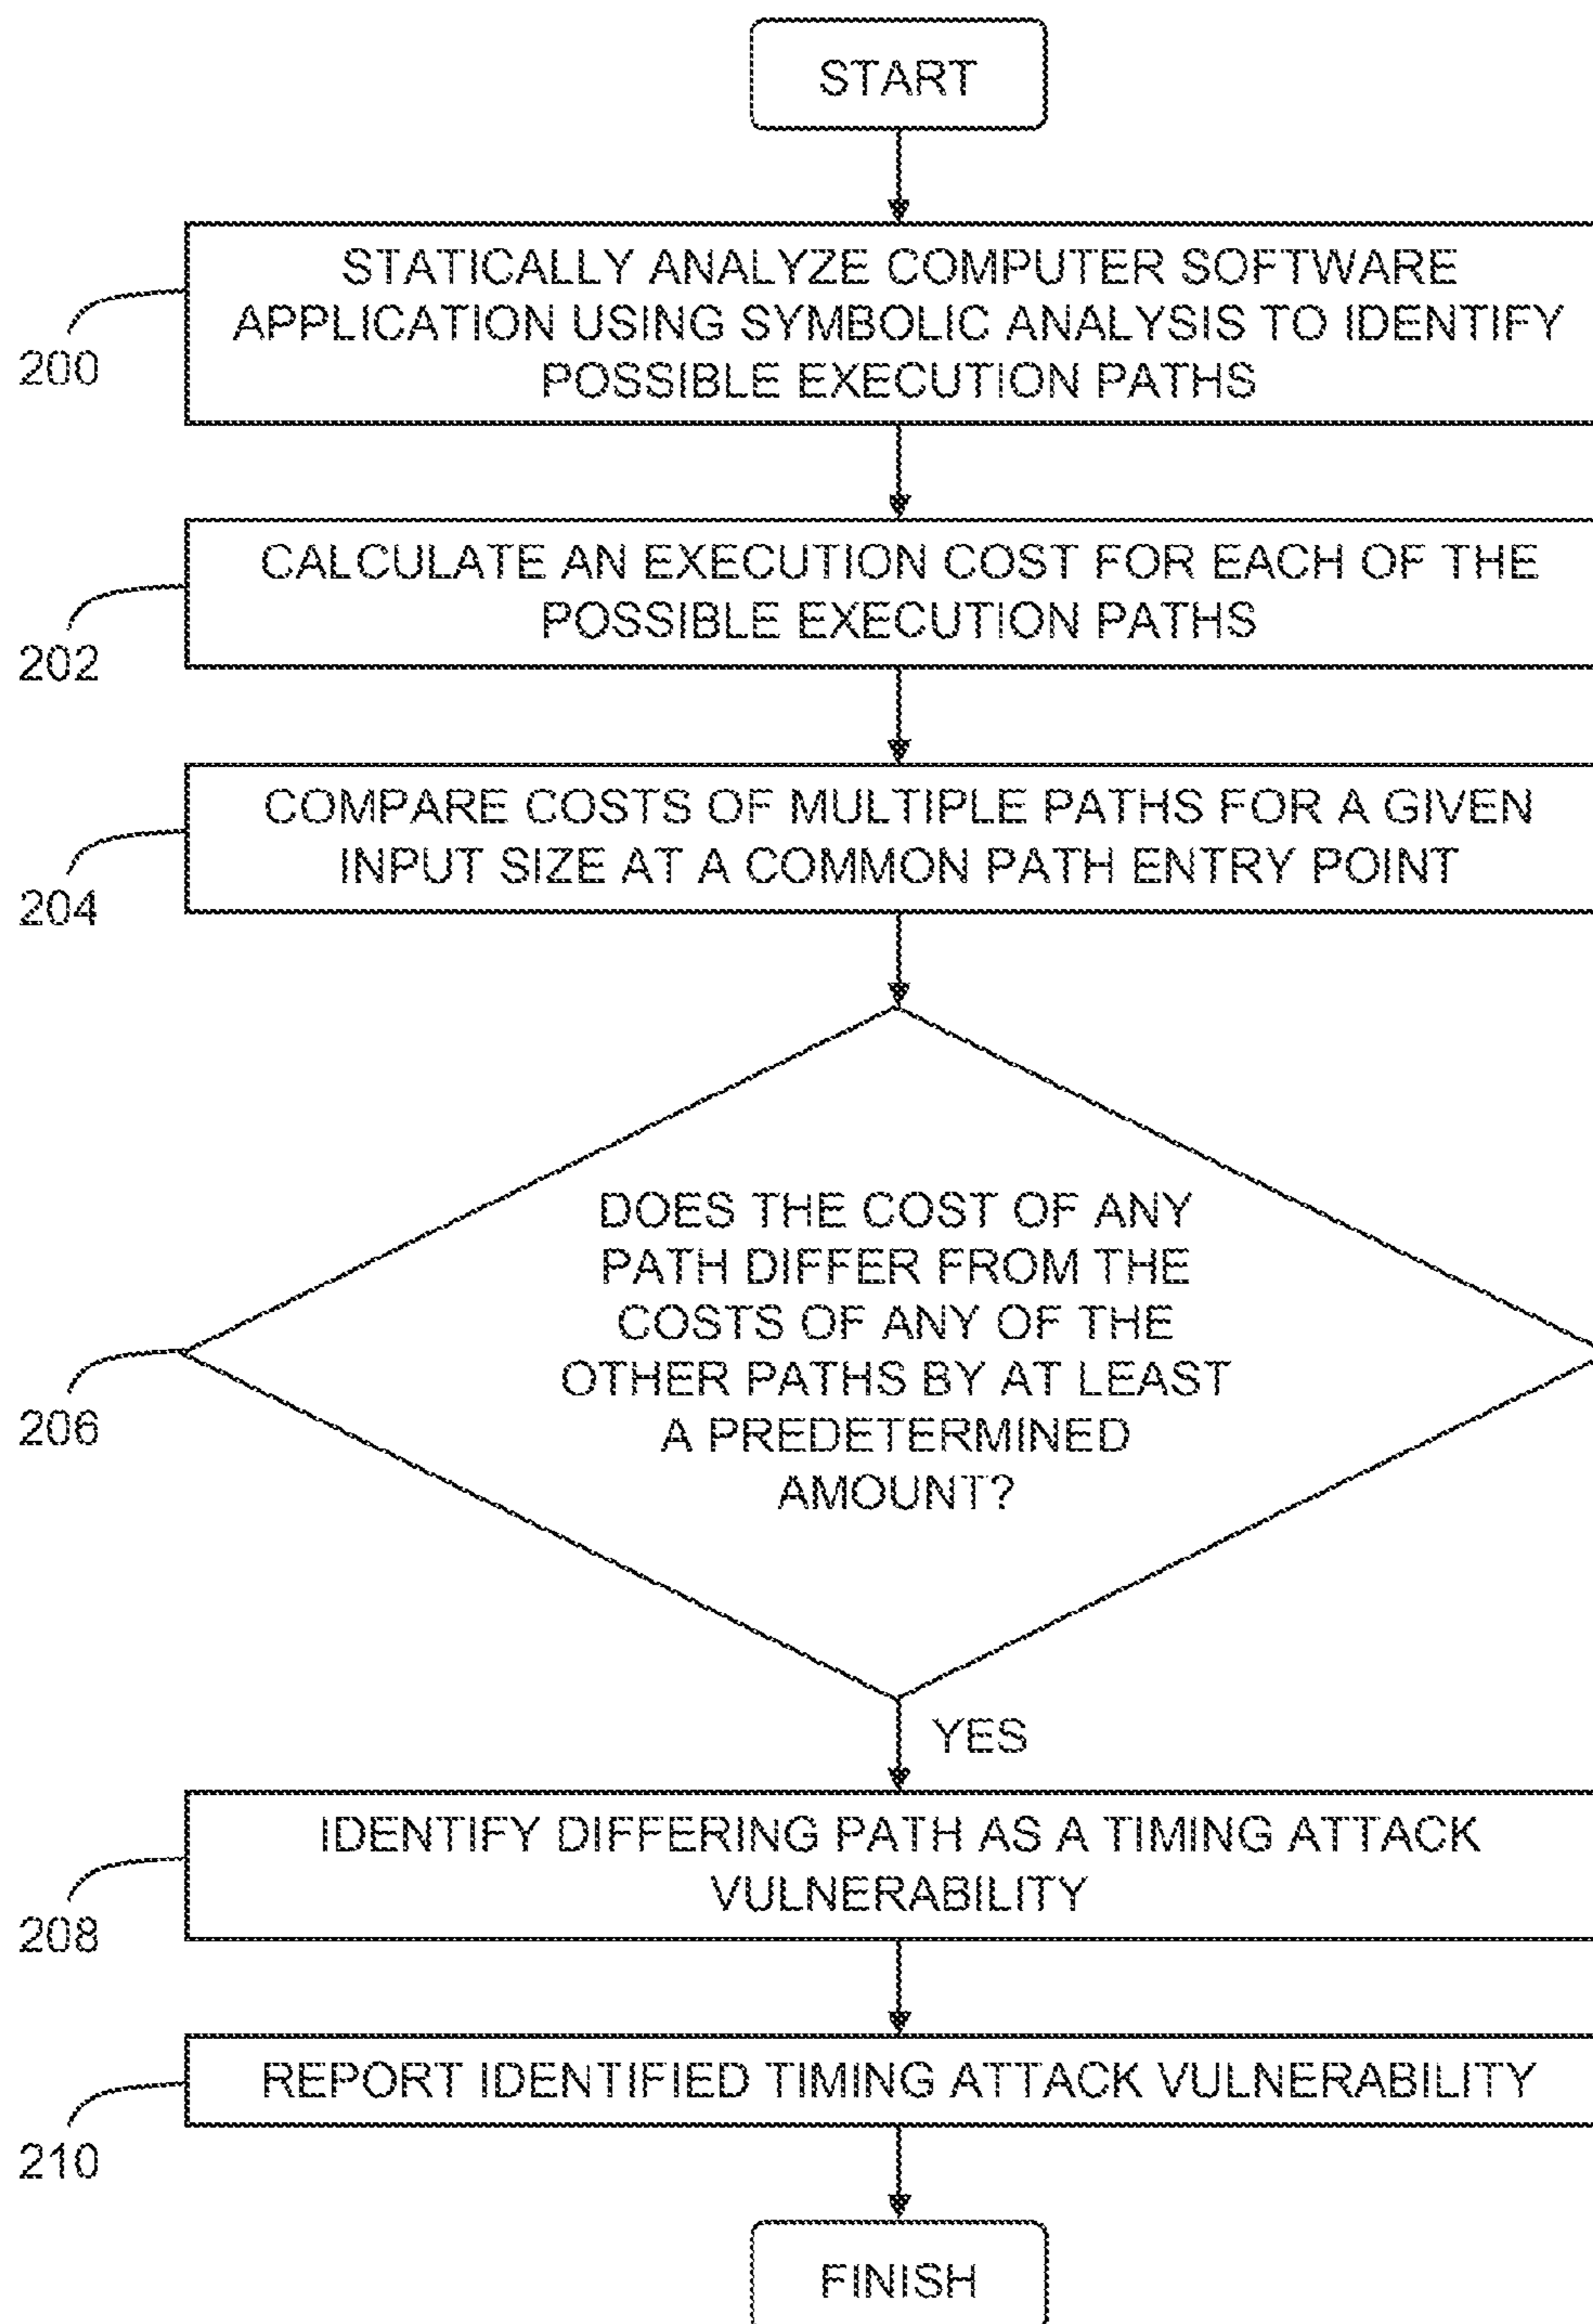 START
STATICALLY ANALYZE COMPUTER SOFTWARE
APPLICATION USING SYMBOLIC ANALYSIS TO IDENTIFY
POSSIBLE EXECUTION PATHS
200
CALCULATE AN EXECUTION COST FOR EACH OF THE
POSSIBLE EXECUTION PATHS
202
COMPARE COSTS OF MULTIPLE PATHS FOR A GIVEN
INPUT SIZE AT A COMMON PATH ENTRY POINT
204
DOES THE COST OF ANY
PATH DIFFER FROM THE
COSTS OF ANY OF THE
OTHER PATHS BY AT LEAST
A PREDETERMINED
AMOUNT?
206
YES
IDENTIFY DIFFERING PATH AS A TIMING ATTACK
VULNERABILITY
208
REPORT IDENTIFIED TIMING ATTACK VULNERABILITY
210
FINISH